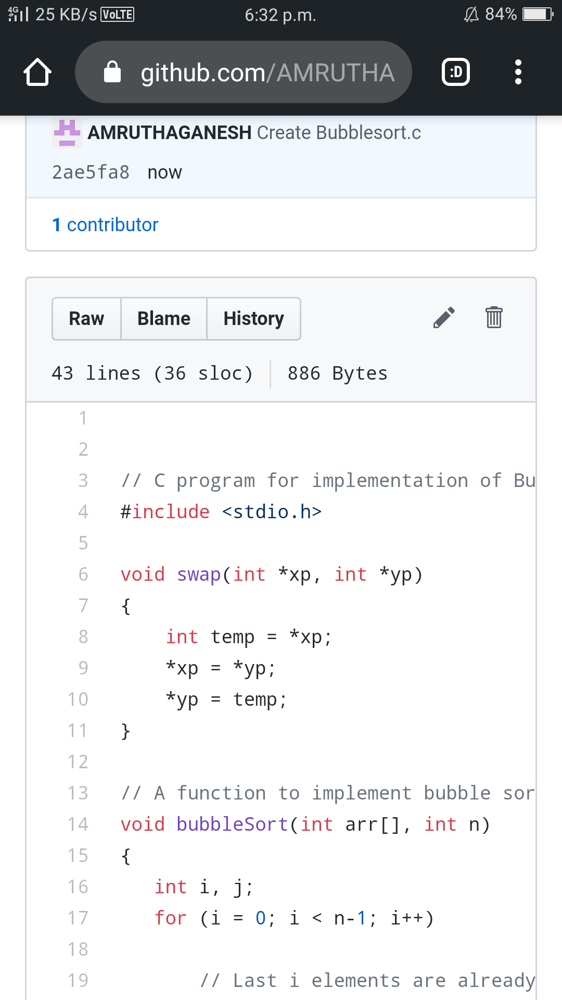 4G 25 KB/s VoLTE 6:32 p.m. 84%
github.com/AMRUTHA :D
AMRUTHAGANESH Create Bubblesort.c
2ae5fa8 now
1 contributor
Raw Blame History
43 lines (36 sloc) 886 Bytes
1
2
3 // C program for implementation of Bu
4 #include <stdio.h>
5
6 void swap(int *xp, int *yp)
7 {
8     int temp = *xp;
9     *xp = *yp;
10     *yp = temp;
11 }
12
13 // A function to implement bubble sor
14 void bubbleSort(int arr[], int n)
15 {
16    int i, j;
17    for (i = 0; i < n-1; i++)
18
19        // Last i elements are already